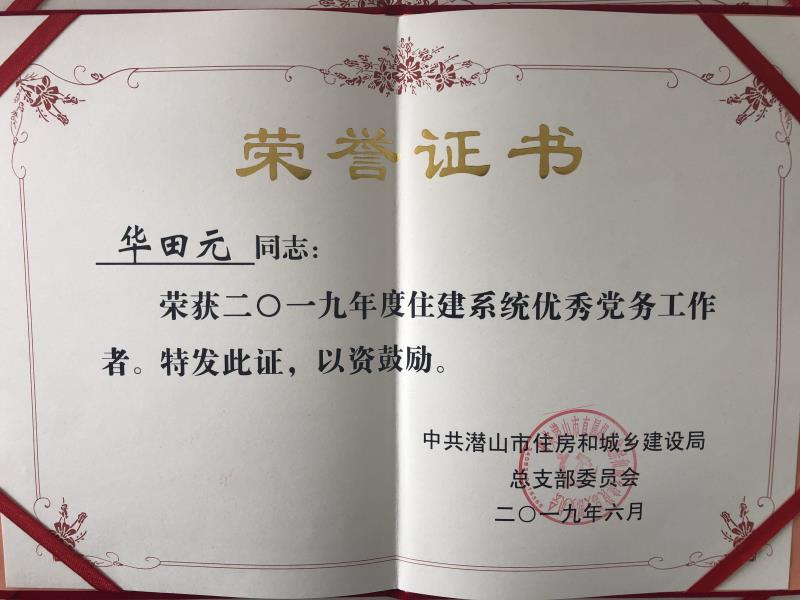 荣誉证书
华田元同志：
荣获二〇一九年度住建系统优秀党务工作
者。特发此证，以资鼓励。
中共潜山市住房和城乡建设局
总支部委员会
二〇一九年六月